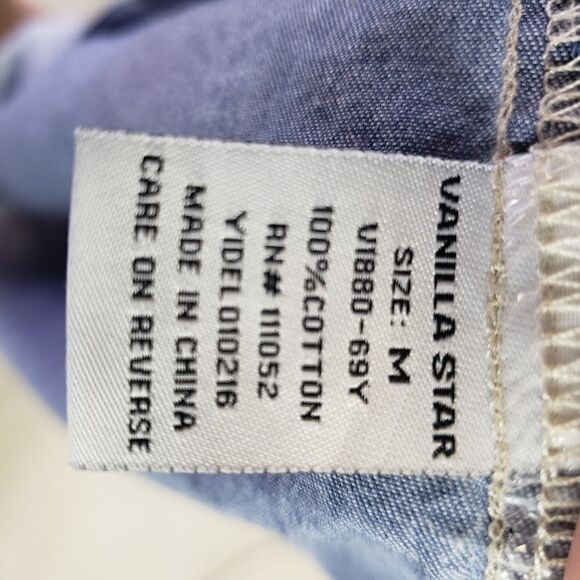 VANILLA STAR
SIZE: M
V1880-69Y
100%COTTON
RN# 111052
YIDEL010216
MADE IN CHINA
CARE ON REVERSE